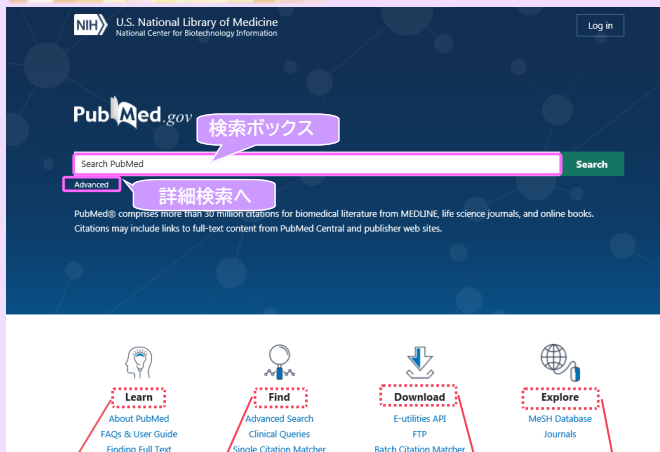 NIH U.S. National Library of Medicine
National Center for Biotechnology Information
Log in
PubMed.gov
検索ボックス
Search PubMed
Search
Advanced
詳細検索へ
PubMed® comprises more than 30 million citations for biomedical literature from MEDLINE, life science journals, and online books.
Citations may include links to full-text content from PubMed Central and publisher web sites.
Learn
About PubMed
FAQs & User Guide
Finding Full Text
Find
Advanced Search
Clinical Queries
Single Citation Matcher
Download
E-utilities API
FTP
Batch Citation Matcher
Explore
MeSH Database
Journals